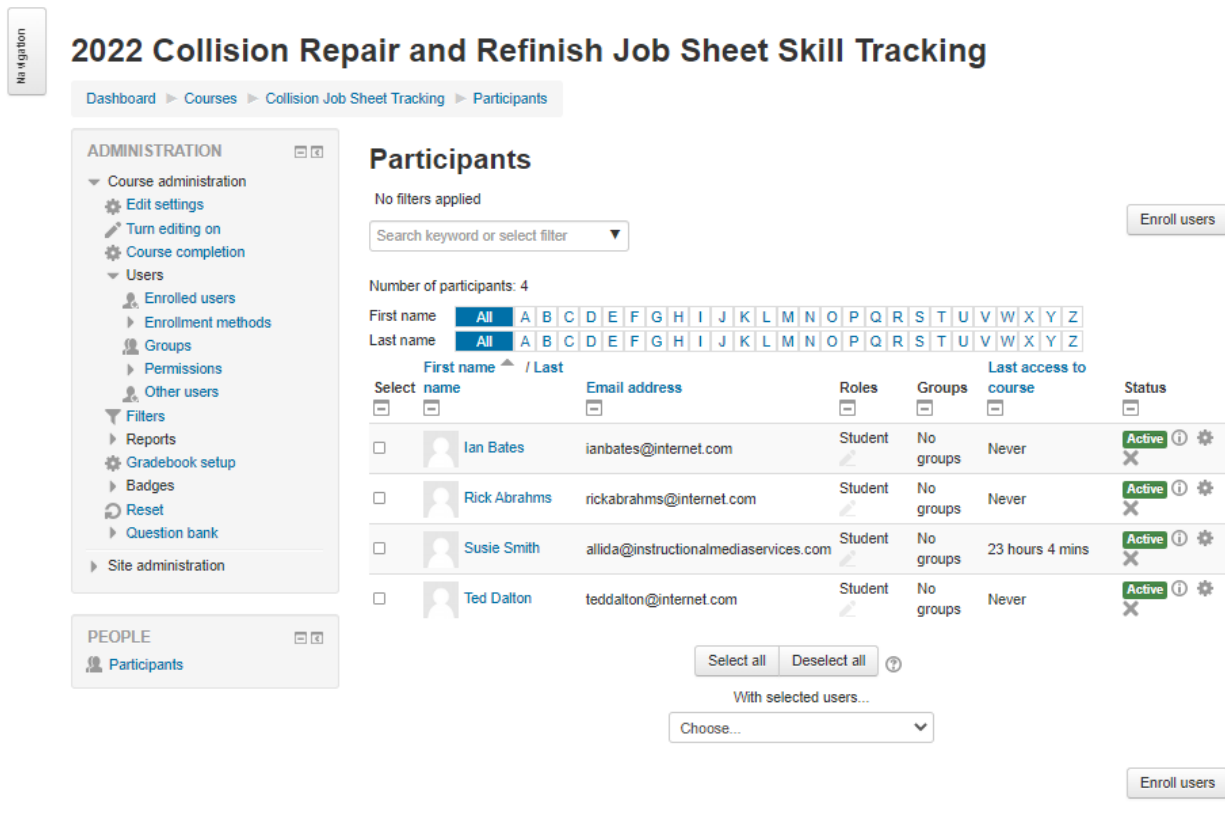 Navigation
2022 Collision Repair and Refinish Job Sheet Skill Tracking
Dashboard Courses Collision Job Sheet Tracking Participants
ADMINISTRATION
Course administration
Edit settings
Turn editing on
Course completion
Users
Enrolled users
Enrollment methods
Groups
Permissions
Other users
Filters
Reports
Gradebook setup
Badges
Reset
Question bank
Site administration
PEOPLE
Participants
Participants
No filters applied
Enroll users
Search keyword or select filter
Number of participants: 4
First name All A B C D E F G H I J K L M N O P Q R S T U V W X Y Z
Last name All A B C D E F G H I J K L M N O P Q R S T U V W X Y Z
First name / Last Last access to
Select name Email address Roles Groups course Status
Ian Bates ianbates@internet.com Student No groups Never Active
Rick Abrahms rickabrahms@internet.com Student No groups Never Active
Susie Smith allida@instructionalmediaservices.com Student No groups 23 hours 4 mins Active
Ted Dalton teddalton@internet.com Student No groups Never Active
Select all Deselect all
With selected users...
Choose...
Enroll users